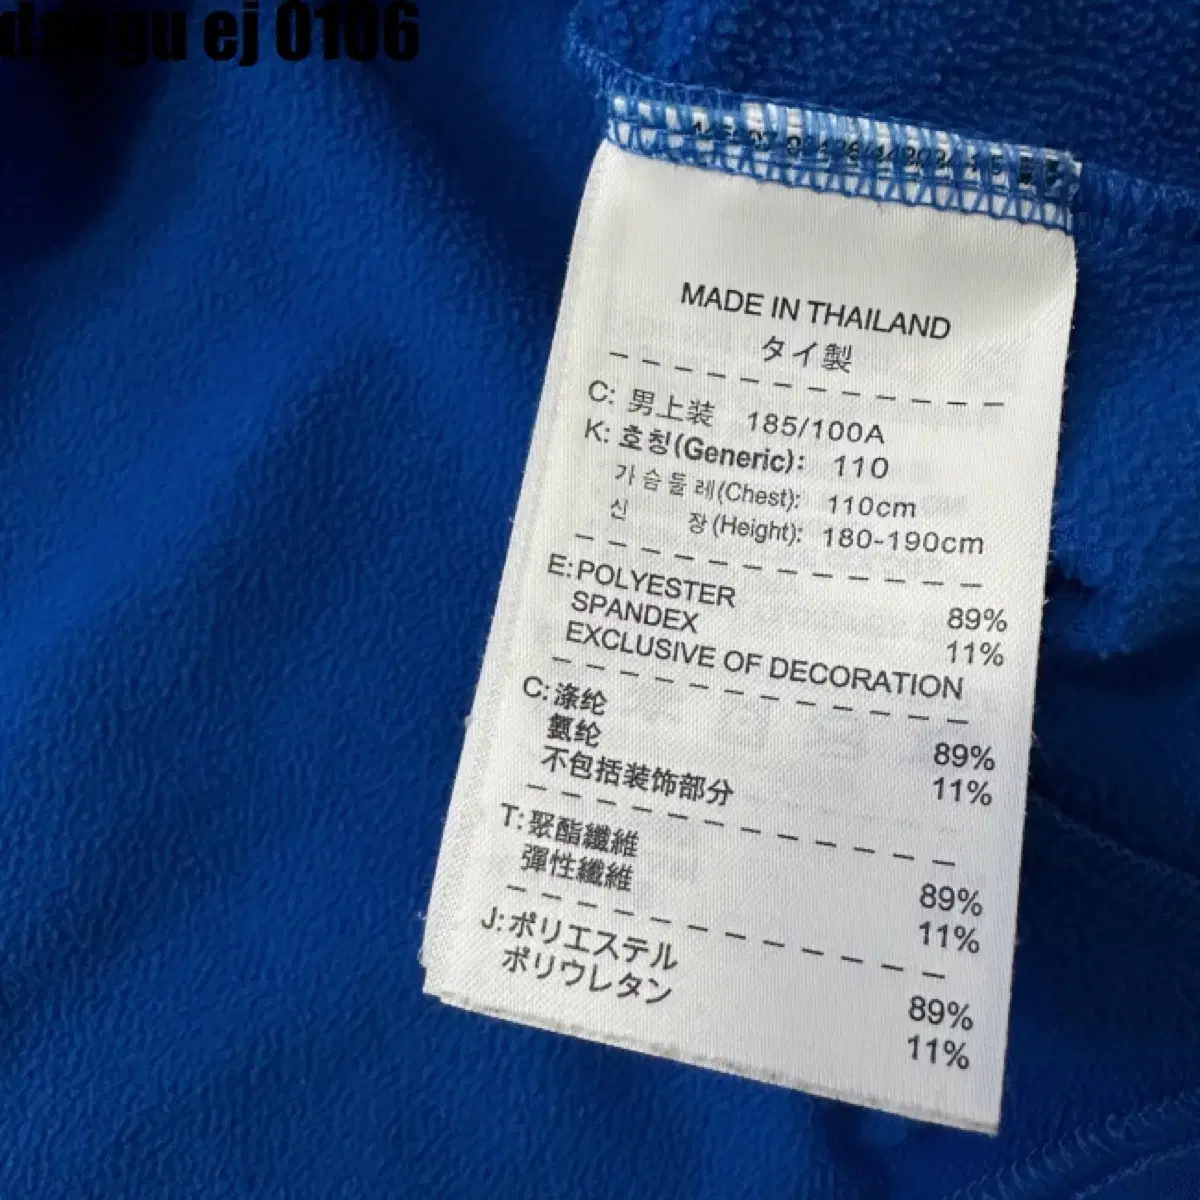 dangu ej 0106
MADE IN THAILAND
タイ製
C: 男上装 185/100A
K: 호칭(Generic): 110
가슴둘레(Chest): 110cm
신 장(Height): 180-190cm
E: POLYESTER 89%
SPANDEX 11%
EXCLUSIVE OF DECORATION
C: 涤纶 89%
氨纶 11%
不包括装饰部分
T: 聚酯纖維 89%
彈性纖維 11%
J: ポリエステル 89%
ポリウレタン 11%